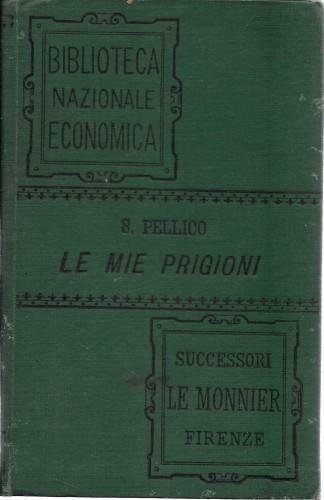 BIBLIOTECA
NAZIONALE
ECONOMICA
S. PELLICO
LE MIE PRIGIONI
SUCCESSORI
LE MONNIER
FIRENZE